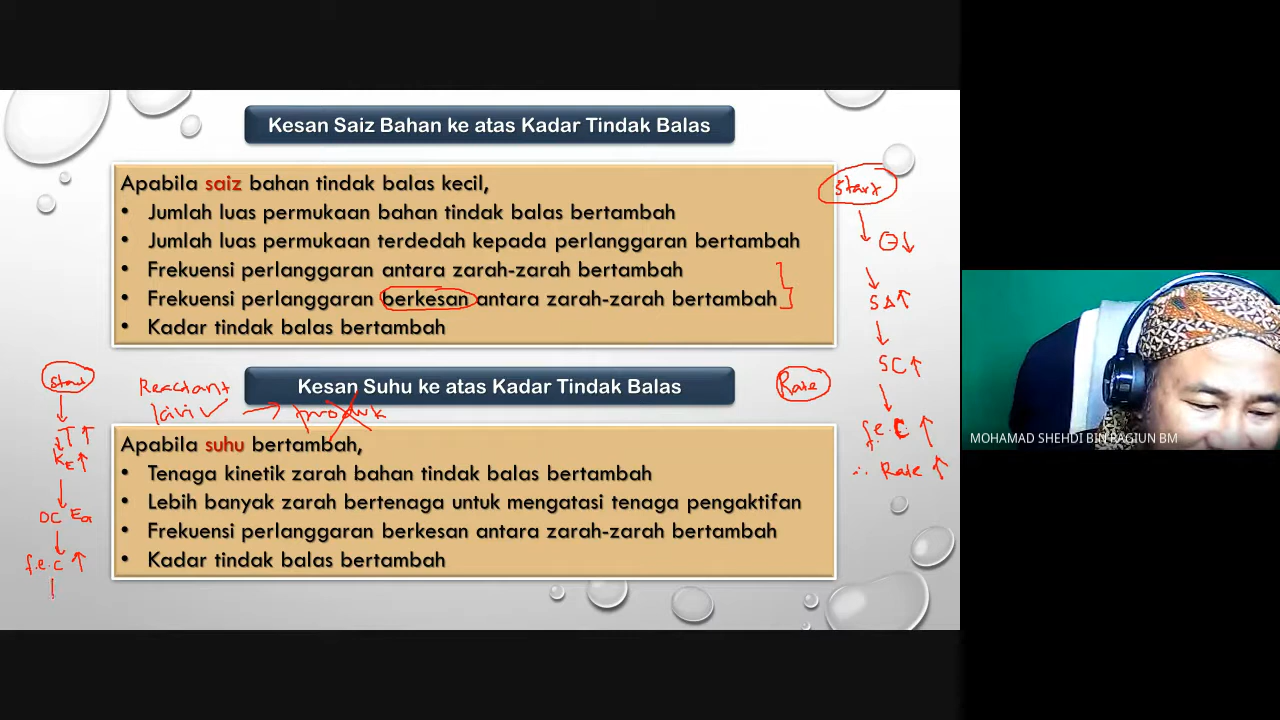 Kesan Saiz Bahan ke atas Kadar Tindak Balas
Apabila saiz bahan tindak balas kecil,
• Jumlah luas permukaan bahan tindak balas bertambah
• Jumlah luas permukaan terdedah kepada perlanggaran bertambah
• Frekuensi perlanggaran antara zarah-zarah bertambah
• Frekuensi perlanggaran berkesan antara zarah-zarah bertambah
• Kadar tindak balas bertambah
Start
↓
SA↑
SC↑
f.e.C ↑
∴ Rate ↑
Kesan Suhu ke atas Kadar Tindak Balas
Rate
Reactant
→ produk
Apabila suhu bertambah,
• Tenaga kinetik zarah bahan tindak balas bertambah
• Lebih banyak zarah bertenaga untuk mengatasi tenaga pengaktifan
• Frekuensi perlanggaran berkesan antara zarah-zarah bertambah
• Kadar tindak balas bertambah
Start
T ↑
KE ↑
OC Ea
f.e.C ↑
MOHAMAD SHEHDI BIN RAGIUN BM